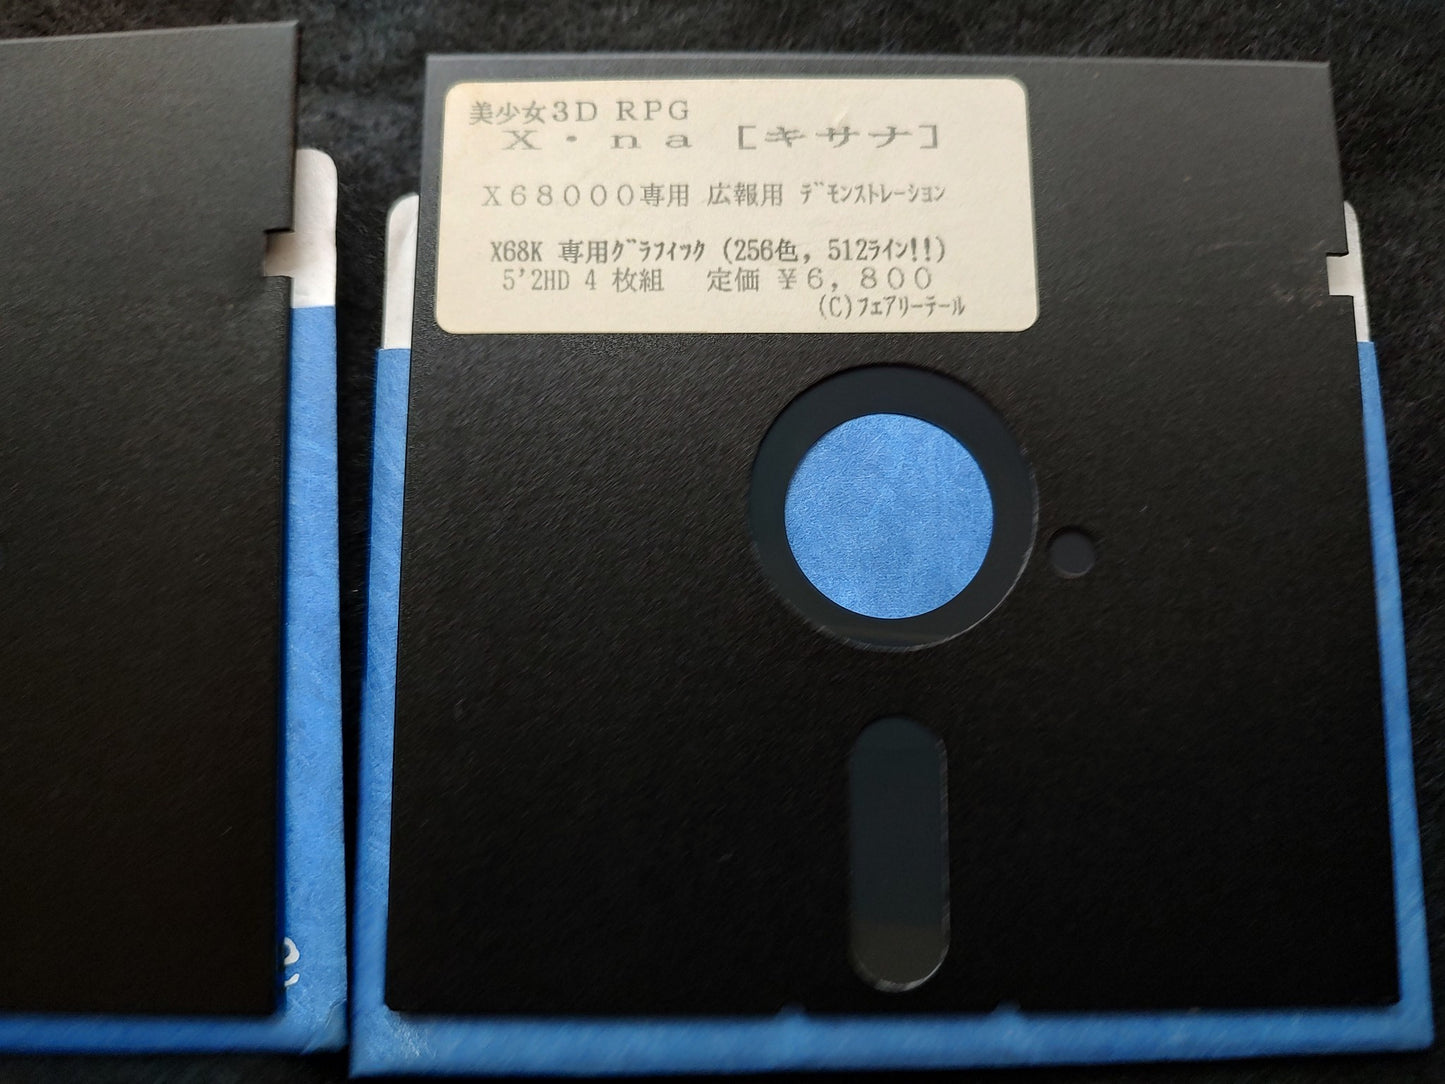 美少女3D RPG
X・na [キサナ]
X68000専用 広報用 ﾃﾞﾓﾝｽﾄﾚｰｼｮﾝ
X68K 専用ｸﾞﾗﾌｨｯｸ (256色, 512ﾗｲﾝ!!)
5'2HD 4 枚組 定価 ¥6, 800
(C)ﾌｪｱﾘｰﾃｰﾙ